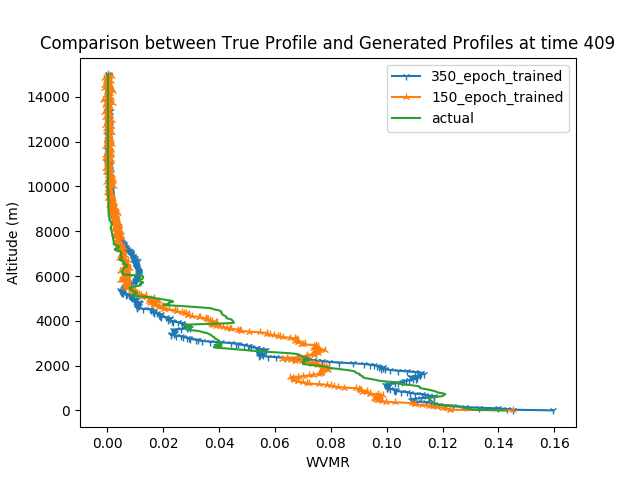 Comparison between True Profile and Generated Profiles at time 409
350_epoch_trained
150_epoch_trained
actual
Altitude (m)
14000
12000
10000
8000
6000
4000
2000
0
0.00 0.02 0.04 0.06 0.08 0.10 0.12 0.14 0.16
WVMR